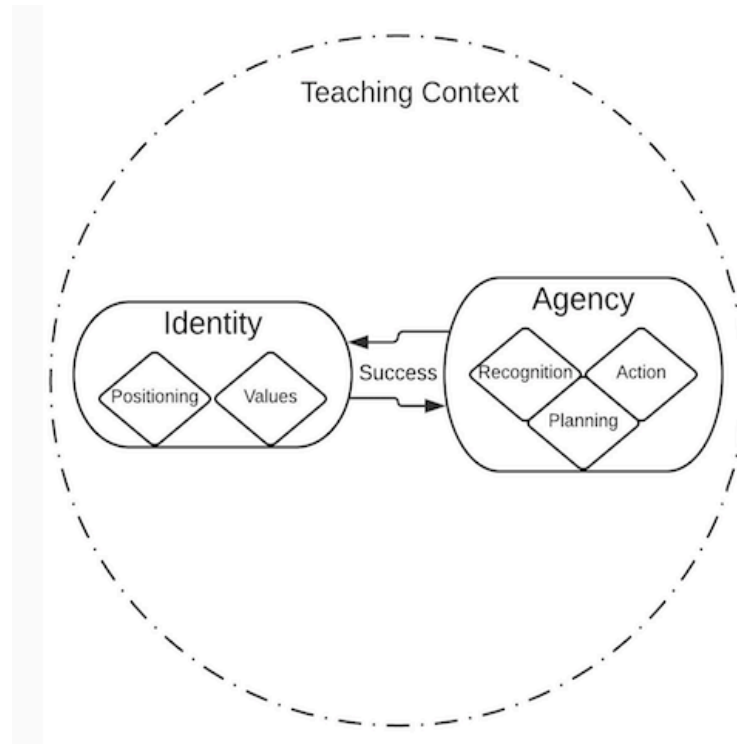 Teaching Context
Identity
Positioning
Values
Success
Agency
Recognition
Action
Planning